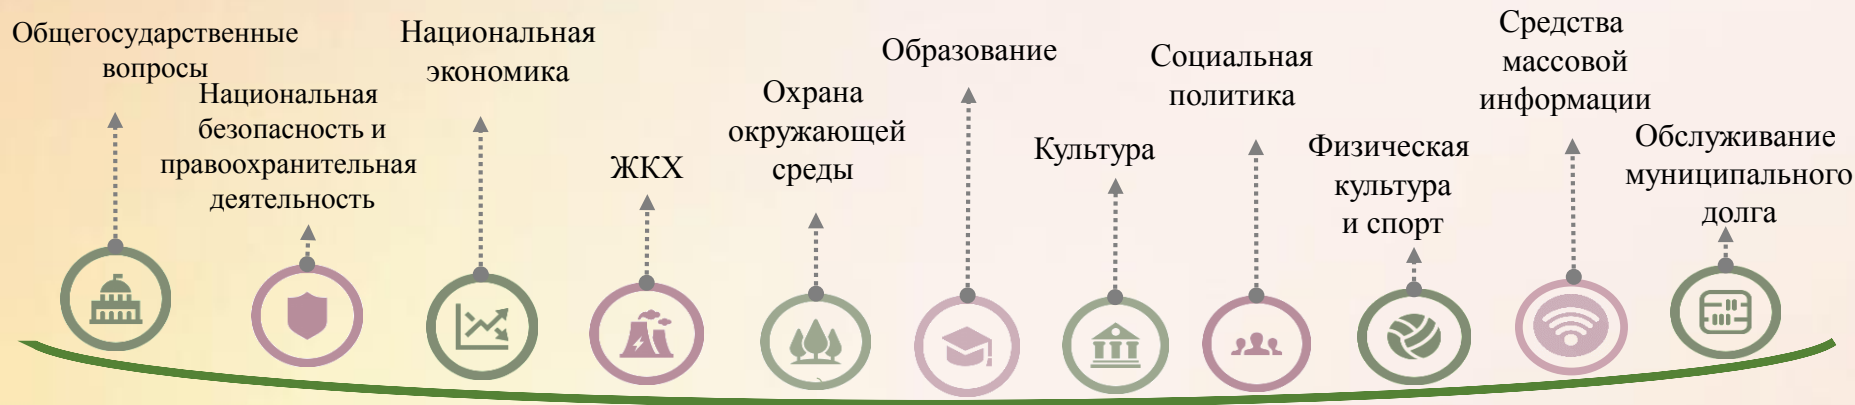 Общегосударственные
вопросы
Национальная
безопасность и
правоохранительная
деятельность
Национальная
экономика
ЖКХ
Охрана
окружающей
среды
Образование
Культура
Социальная
политика
Физическая
культура
и спорт
Средства
массовой
информации
Обслуживание
муниципального
долга